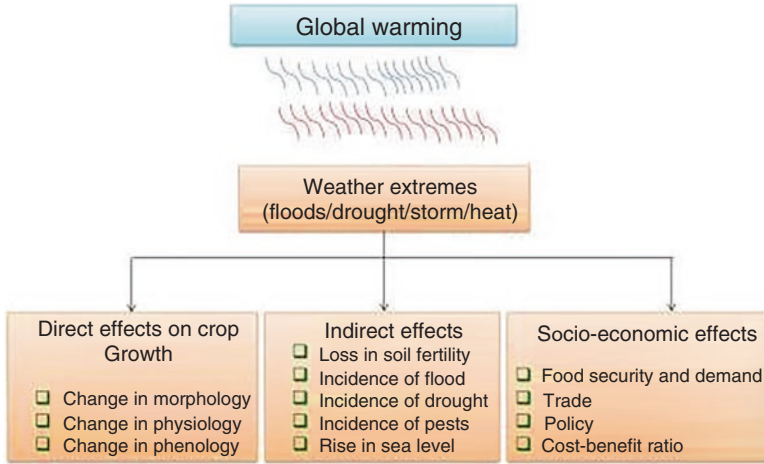 Global warming
Weather extremes
(floods/drought/storm/heat)
Direct effects on crop
Growth
Change in morphology
Change in physiology
Change in phenology
Indirect effects
Loss in soil fertility
Incidence of flood
Incidence of drought
Incidence of pests
Rise in sea level
Socio-economic effects
Food security and demand
Trade
Policy
Cost-benefit ratio